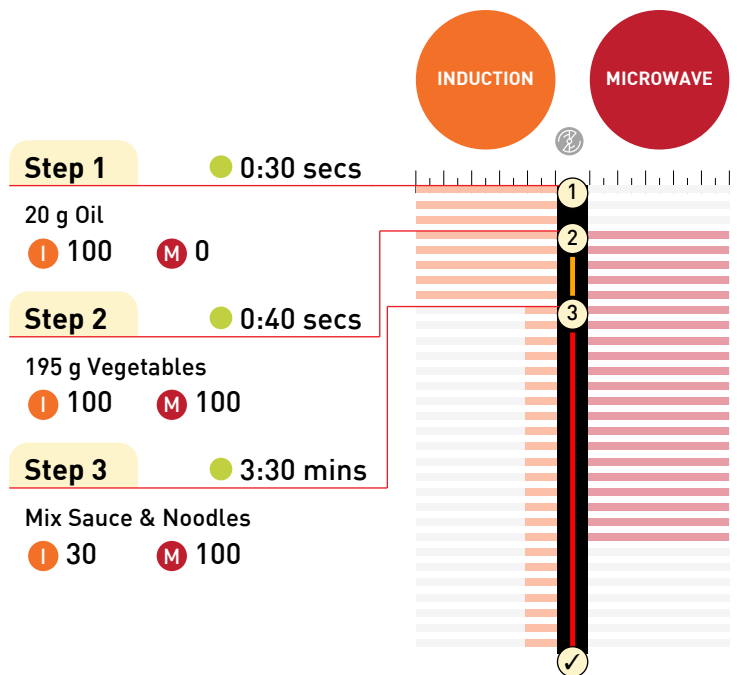 INDUCTION
MICROWAVE
Step 1
0:30 secs
20 g Oil
I 100
M 0
Step 2
0:40 secs
195 g Vegetables
I 100
M 100
Step 3
3:30 mins
Mix Sauce & Noodles
I 30
M 100
1
2
3
✓